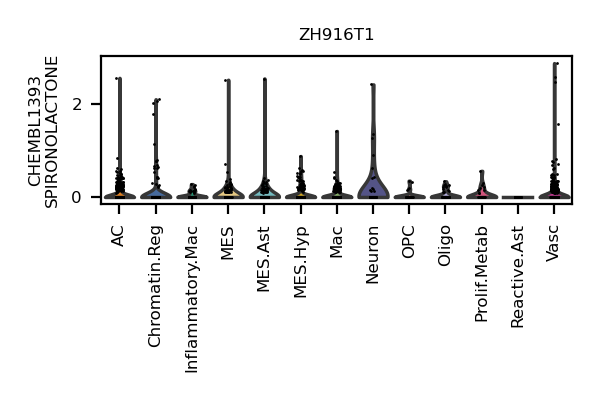 ZH916T1
CHEMBL1393
SPIRONOLACTONE
2
0
AC
Chromatin.Reg
Inflammatory.Mac
MES
MES.Ast
MES.Hyp
Mac
Neuron
OPC
Oligo
Prolif.Metab
Reactive.Ast
Vasc